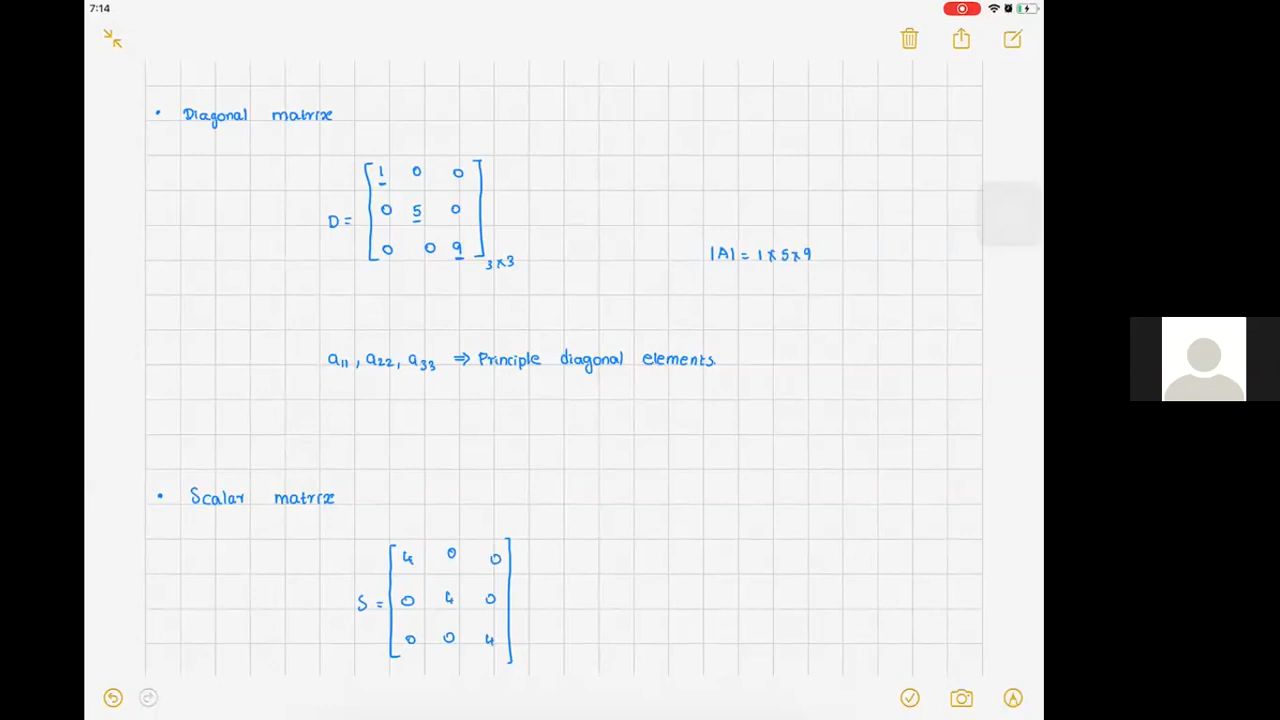 7:14
• Diagonal matrix
1 0 0
D = 0 5 0
0 0 9
3×3
|A| = 1×5×9
a11, a22, a33 ⇒ Principle diagonal elements.
• Scalar matrix
4 0 0
S = 0 4 0
0 0 4